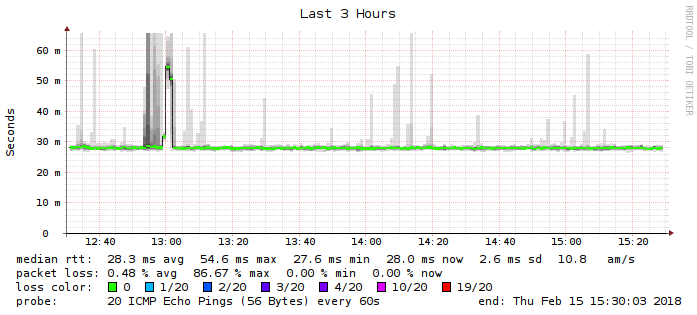 Last 3 Hours
RRDTOOL / TOBI OETIKER
Seconds
60 m
50 m
40 m
30 m
20 m
10 m
0
12:40 13:00 13:20 13:40 14:00 14:20 14:40 15:00 15:20
median rtt: 28.3 ms avg 54.6 ms max 27.6 ms min 28.0 ms now 2.6 ms sd 10.8 am/s
packet loss: 0.48 % avg 86.67 % max 0.00 % min 0.00 % now
loss color: 0 1/20 2/20 3/20 4/20 10/20 19/20
probe: 20 ICMP Echo Pings (56 Bytes) every 60s end: Thu Feb 15 15:30:03 2018